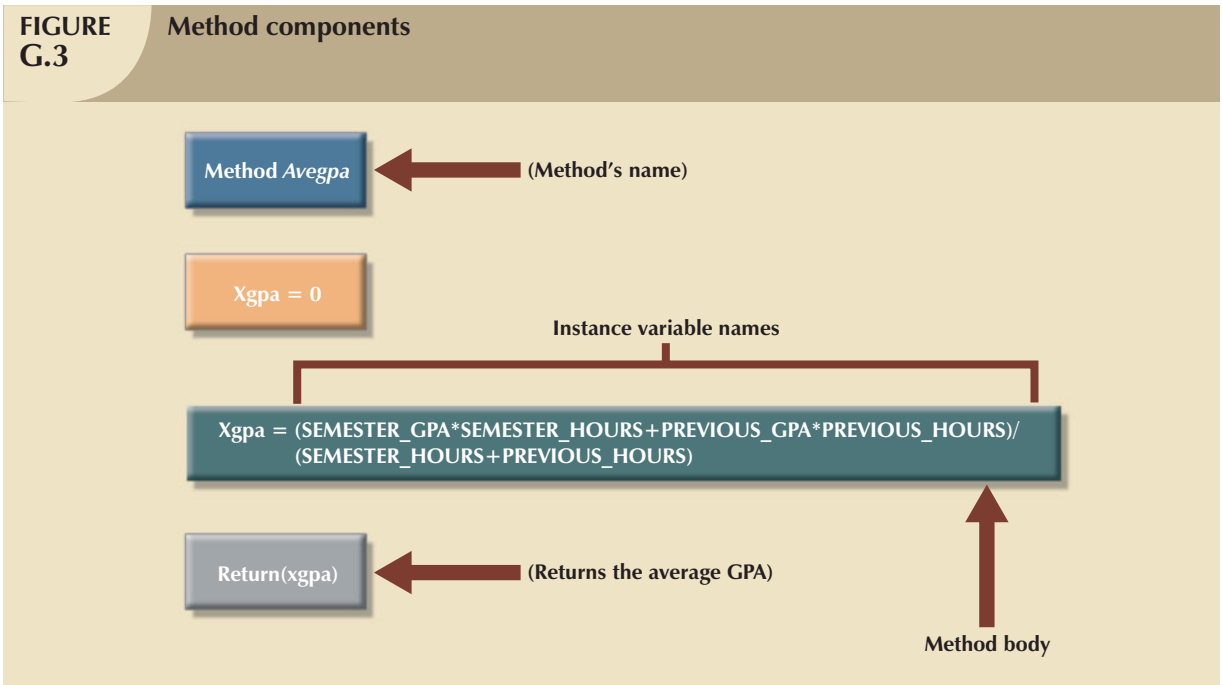 FIGURE
G.3
Method components
Method Avegpa
(Method's name)
Xgpa = 0
Instance variable names
Xgpa = (SEMESTER_GPA*SEMESTER_HOURS+PREVIOUS_GPA*PREVIOUS_HOURS)/
(SEMESTER_HOURS+PREVIOUS_HOURS)
Return(xgpa)
(Returns the average GPA)
Method body